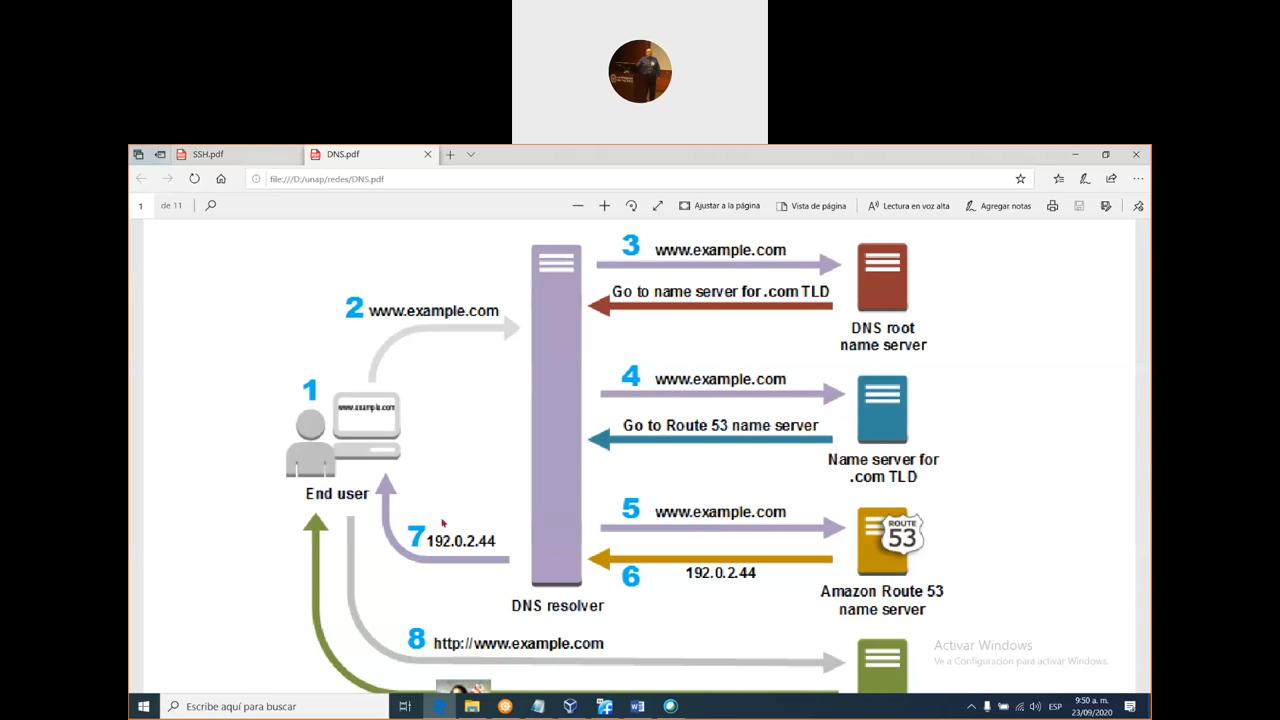 SSH.pdf
DNS.pdf
file:///D:/unap/redes/DNS.pdf
1 de 11
Ajustar a la página
Vista de página
Lectura en voz alta
Agregar notas
3 www.example.com
Go to name server for .com TLD
DNS root
name server
2 www.example.com
4 www.example.com
Go to Route 53 name server
Name server for
.com TLD
1
www.example.com
End user
5 www.example.com
ROUTE
53
6 192.0.2.44
Amazon Route 53
name server
7 192.0.2.44
DNS resolver
8 http://www.example.com
Activar Windows
Ve a Configuración para activar Windows.
Escribe aquí para buscar
ESP
9:50 a. m.
23/09/2020